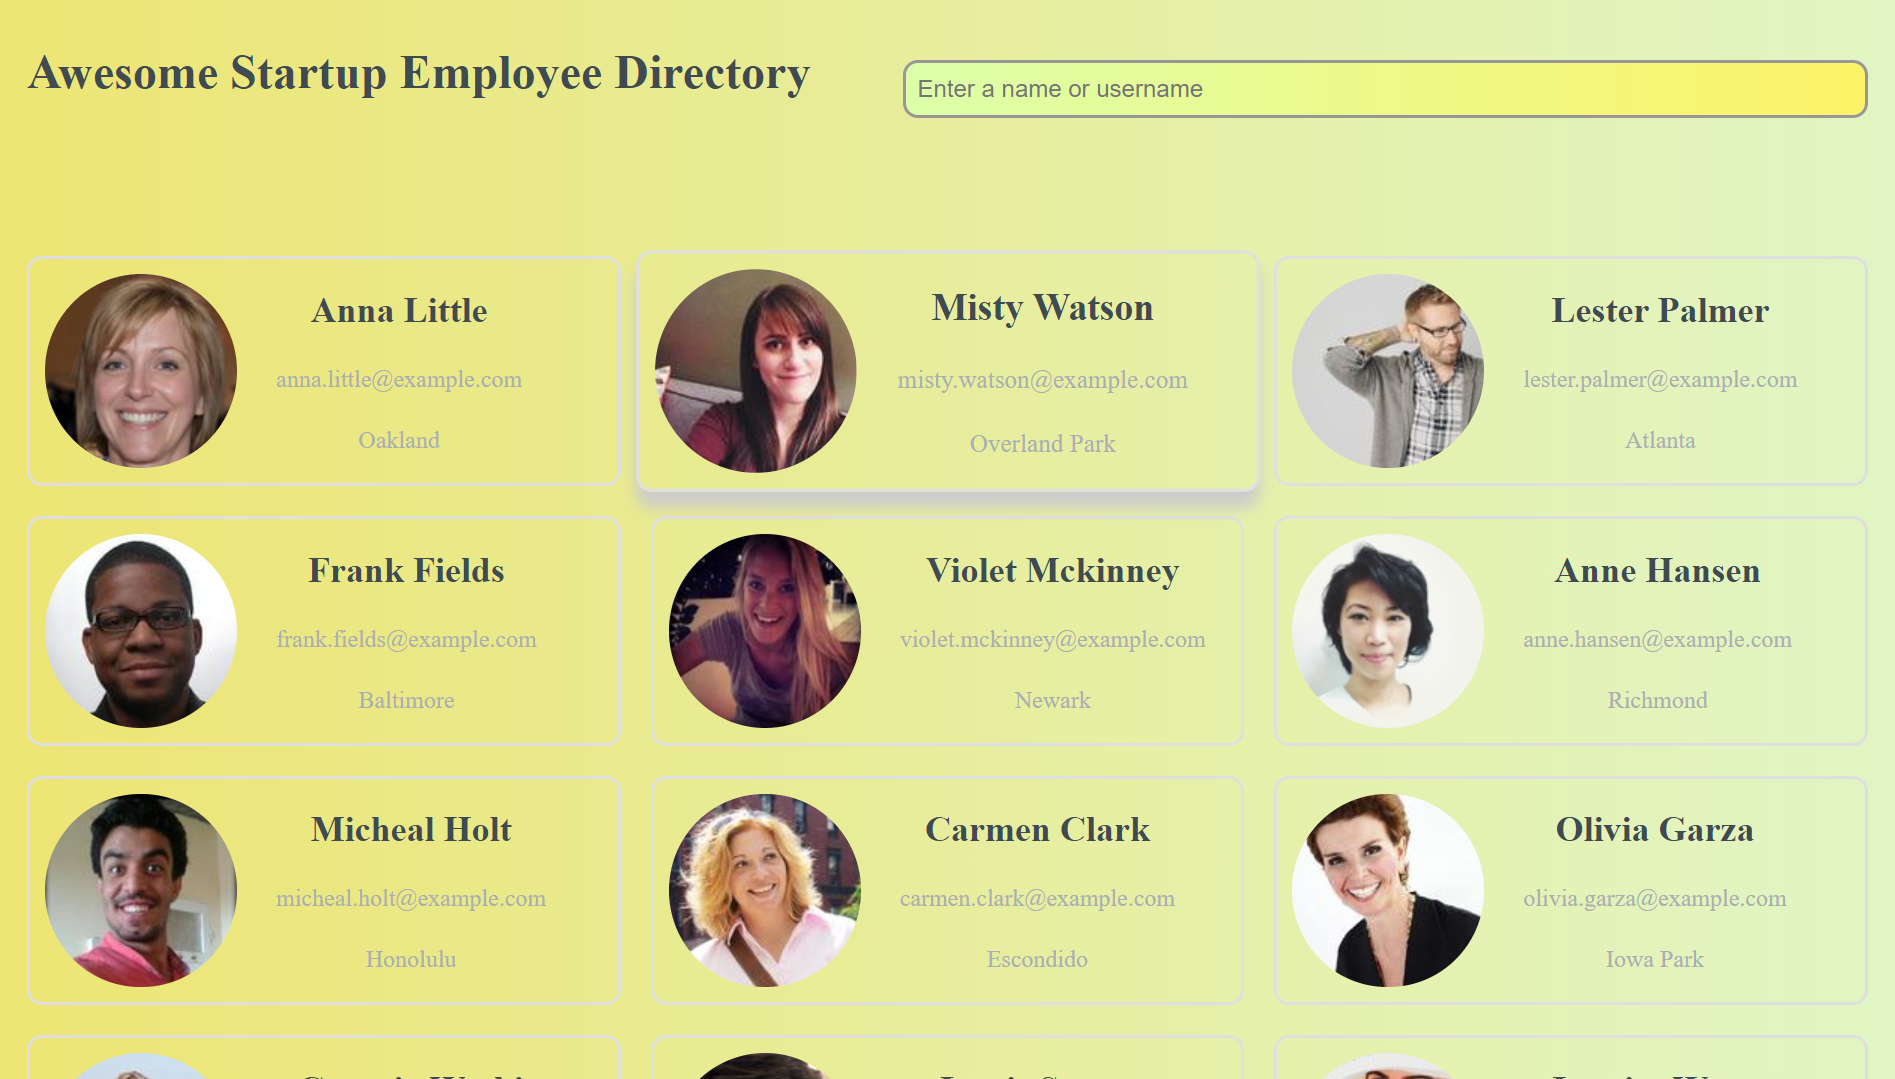 Awesome Startup Employee Directory
Enter a name or username
Anna Little
anna.little@example.com
Oakland
Misty Watson
misty.watson@example.com
Overland Park
Lester Palmer
lester.palmer@example.com
Atlanta
Frank Fields
frank.fields@example.com
Baltimore
Violet Mckinney
violet.mckinney@example.com
Newark
Anne Hansen
anne.hansen@example.com
Richmond
Micheal Holt
micheal.holt@example.com
Honolulu
Carmen Clark
carmen.clark@example.com
Escondido
Olivia Garza
olivia.garza@example.com
Iowa Park